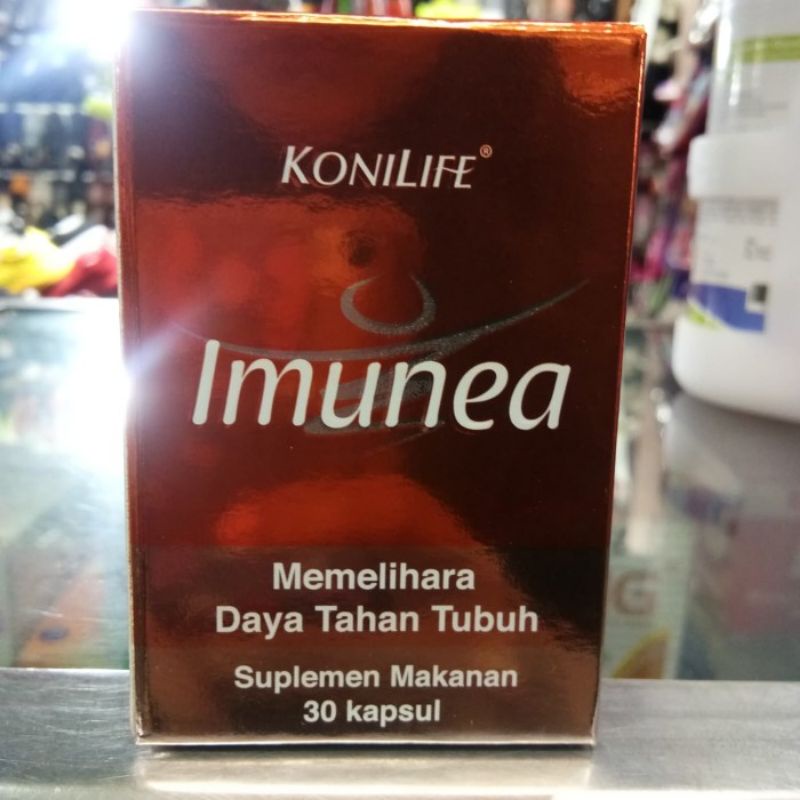 KONILIFE®
Imunea
Memelihara
Daya Tahan Tubuh
Suplemen Makanan
30 kapsul